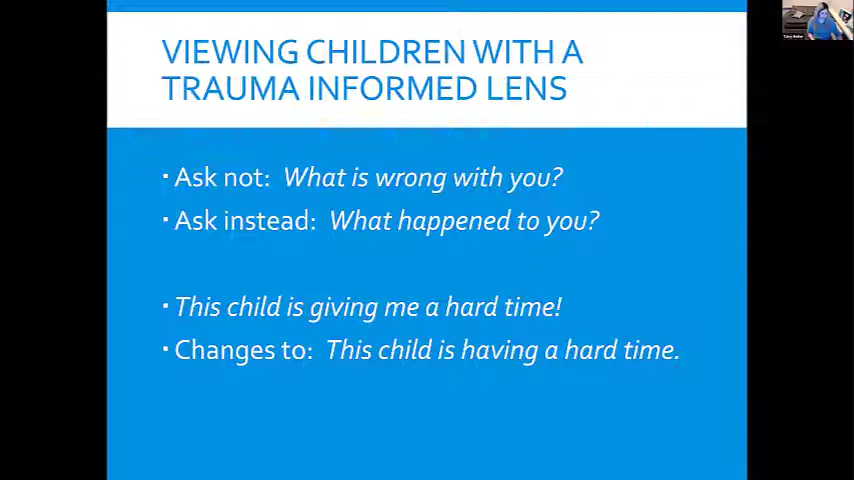 VIEWING CHILDREN WITH A
TRAUMA INFORMED LENS
▪ Ask not: What is wrong with you?
▪ Ask instead: What happened to you?
▪ This child is giving me a hard time!
▪ Changes to: This child is having a hard time.